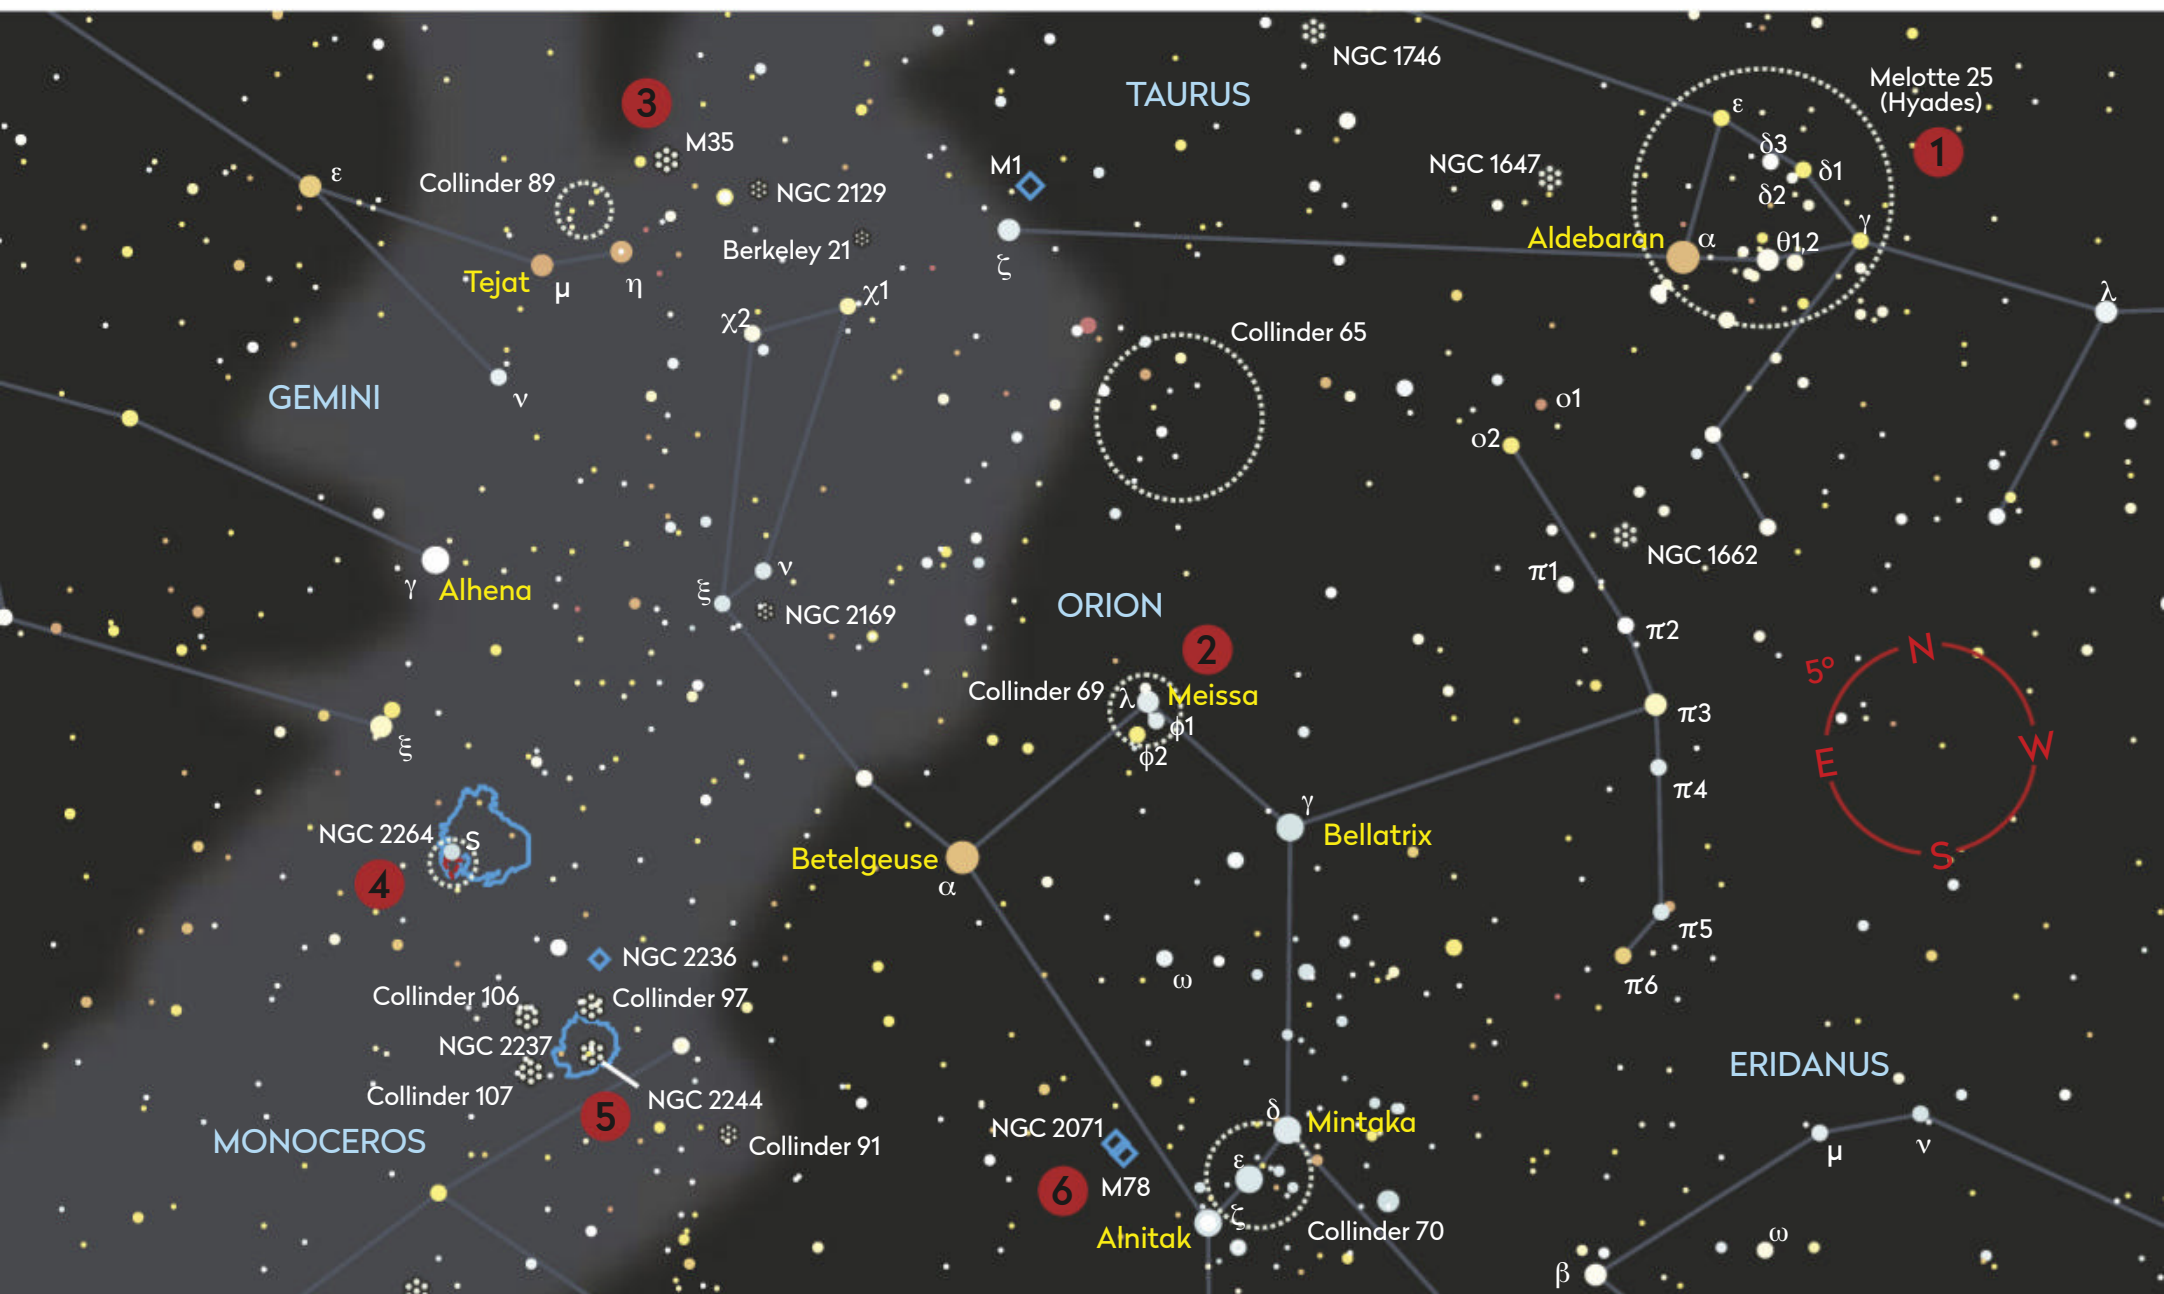 NGC 1746
TAURUS
Melotte 25
(Hyades)
1
3
M35
ε
δ3
δ1
δ2
NGC 1647
M1
ε
Collinder 89
NGC 2129
γ
Aldebaran
α
θ1,2
Berkeley 21
ζ
Tejat
μ
η
χ1
χ2
λ
Collinder 65
GEMINI
ν
ο1
ο2
NGC 1662
γ
Alhena
ξ
ν
NGC 2169
ORION
π1
π2
2
N
5°
E
W
S
Collinder 69
λ
Meissa
φ1
φ2
π3
ξ
π4
γ
Bellatrix
NGC 2264
S
4
Betelgeuse
α
π5
π6
ω
NGC 2236
Collinder 106
Collinder 97
NGC 2237
Collinder 107
NGC 2244
5
ERIDANUS
MONOCEROS
Collinder 91
NGC 2071
δ
Mintaka
ε
6
M78
ζ
Alnitak
Collinder 70
μ
ν
ω
β